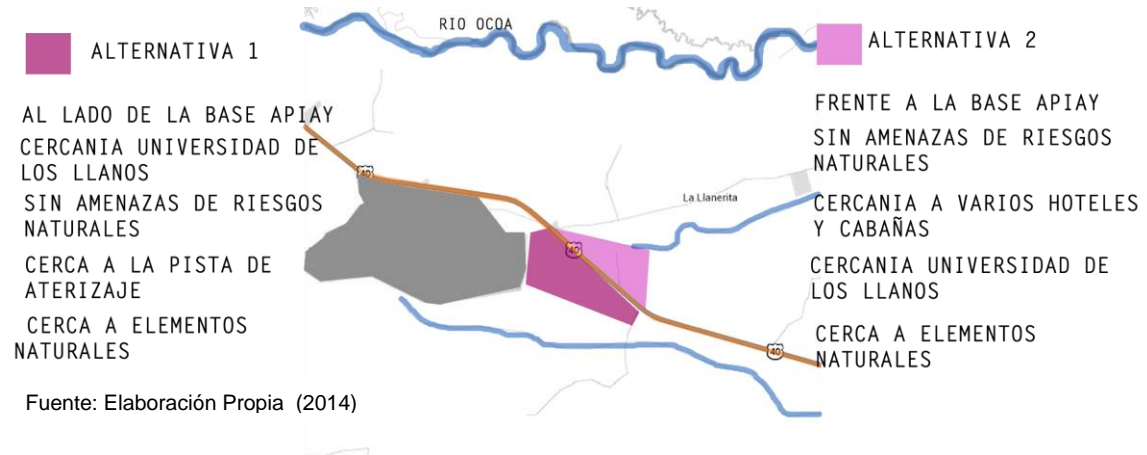 RIO OCOA
ALTERNATIVA 1
AL LADO DE LA BASE APIAY
CERCANIA UNIVERSIDAD DE
LOS LLANOS
SIN AMENAZAS DE RIESGOS
NATURALES
CERCA A LA PISTA DE
ATERIZAJE
CERCA A ELEMENTOS
NATURALES
Fuente: Elaboración Propia (2014)
40
La Llanerita
40
40
ALTERNATIVA 2
FRENTE A LA BASE APIAY
SIN AMENAZAS DE RIESGOS
NATURALES
CERCANIA A VARIOS HOTELES
Y CABAÑAS
CERCANIA UNIVERSIDAD DE
LOS LLANOS
CERCA A ELEMENTOS
NATURALES